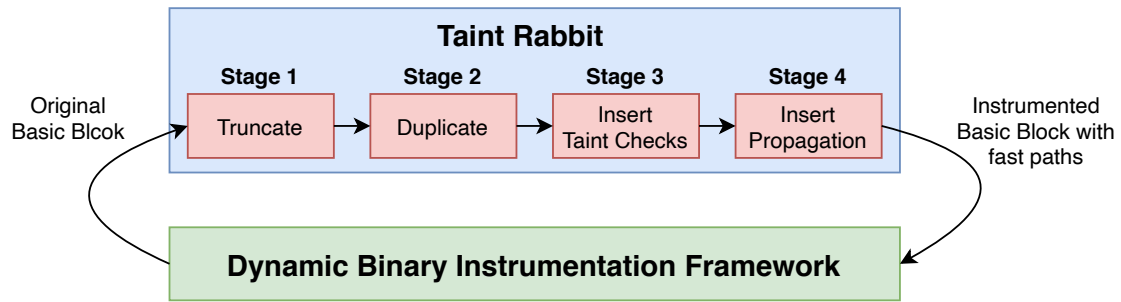 Taint Rabbit
Stage 1
Stage 2
Stage 3
Stage 4
Original
Basic Blcok
Truncate
Duplicate
Insert
Taint Checks
Insert
Propagation
Instrumented
Basic Block with
fast paths
Dynamic Binary Instrumentation Framework